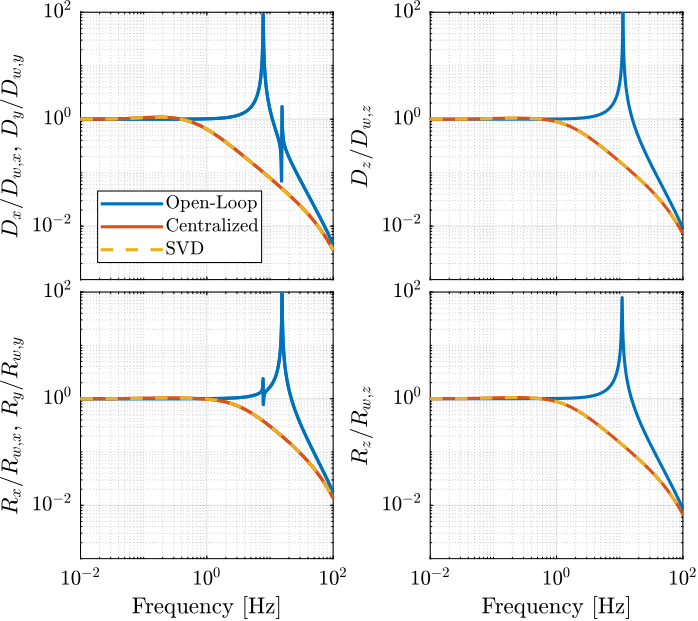 10^2
10^0
10^{-2}
D_x/D_{w,x}, D_y/D_{w,y}
Open-Loop
Centralized
SVD
10^2
10^0
10^{-2}
D_z/D_{w,z}
10^2
10^0
10^{-2}
R_x/R_{w,x}, R_y/R_{w,y}
10^{-2}
10^0
10^2
Frequency [Hz]
10^2
10^0
10^{-2}
R_z/R_{w,z}
10^{-2}
10^0
10^2
Frequency [Hz]